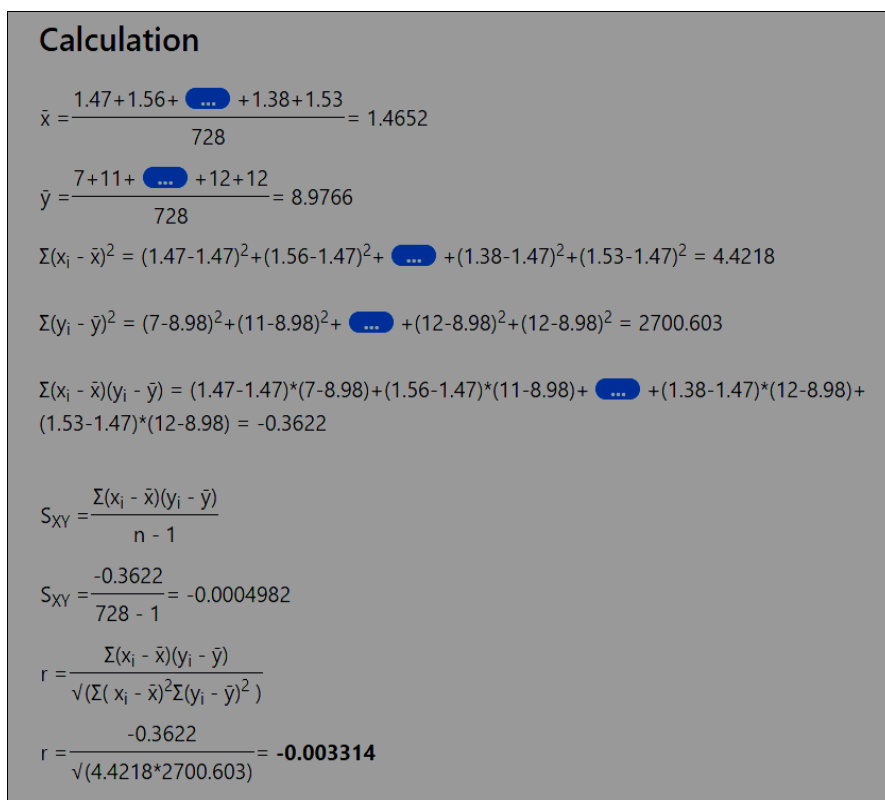 Calculation
x̄ = 1.47+1.56+ ... +1.38+1.53 / 728 = 1.4652
ȳ = 7+11+ ... +12+12 / 728 = 8.9766
Σ(xᵢ - x̄)² = (1.47-1.47)²+(1.56-1.47)²+ ... +(1.38-1.47)²+(1.53-1.47)² = 4.4218
Σ(yᵢ - ȳ)² = (7-8.98)²+(11-8.98)²+ ... +(12-8.98)²+(12-8.98)² = 2700.603
Σ(xᵢ - x̄)(yᵢ - ȳ) = (1.47-1.47)*(7-8.98)+(1.56-1.47)*(11-8.98)+ ... +(1.38-1.47)*(12-8.98)+
(1.53-1.47)*(12-8.98) = -0.3622
S_XY = Σ(xᵢ - x̄)(yᵢ - ȳ) / n - 1
S_XY = -0.3622 / 728 - 1 = -0.0004982
r = Σ(xᵢ - x̄)(yᵢ - ȳ) / √(Σ( xᵢ - x̄)²Σ(yᵢ - ȳ)² )
r = -0.3622 / √(4.4218*2700.603) = -0.003314